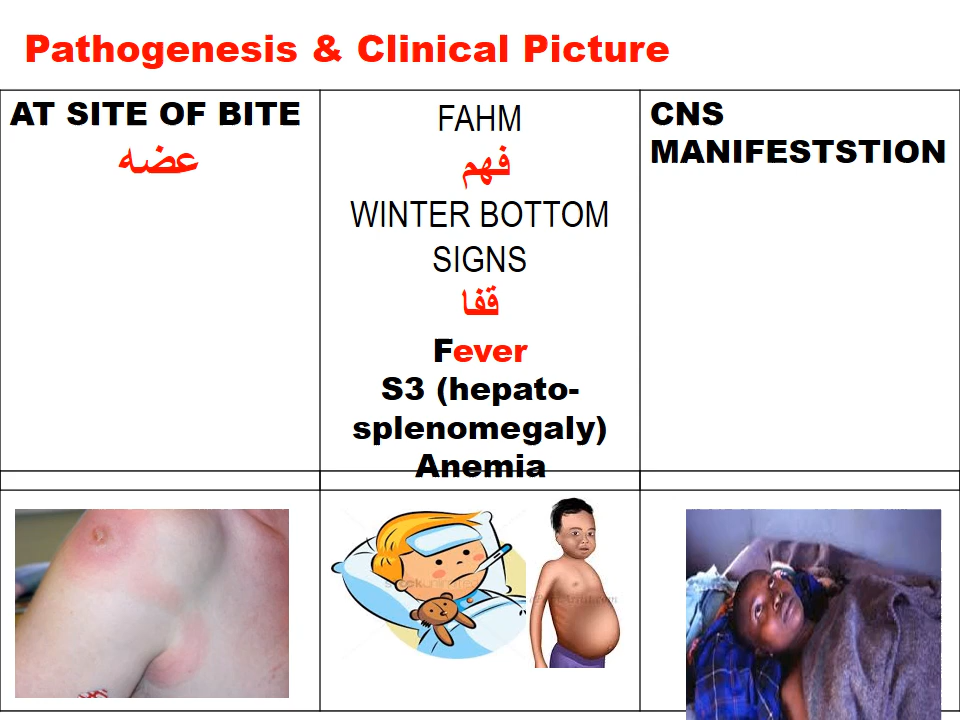 Pathogenesis & Clinical Picture
AT SITE OF BITE
عضه
FAHM
فهم
WINTER BOTTOM
SIGNS
قفا
Fever
S3 (hepato-
splenomegaly)
Anemia
CNS
MANIFESTSTION